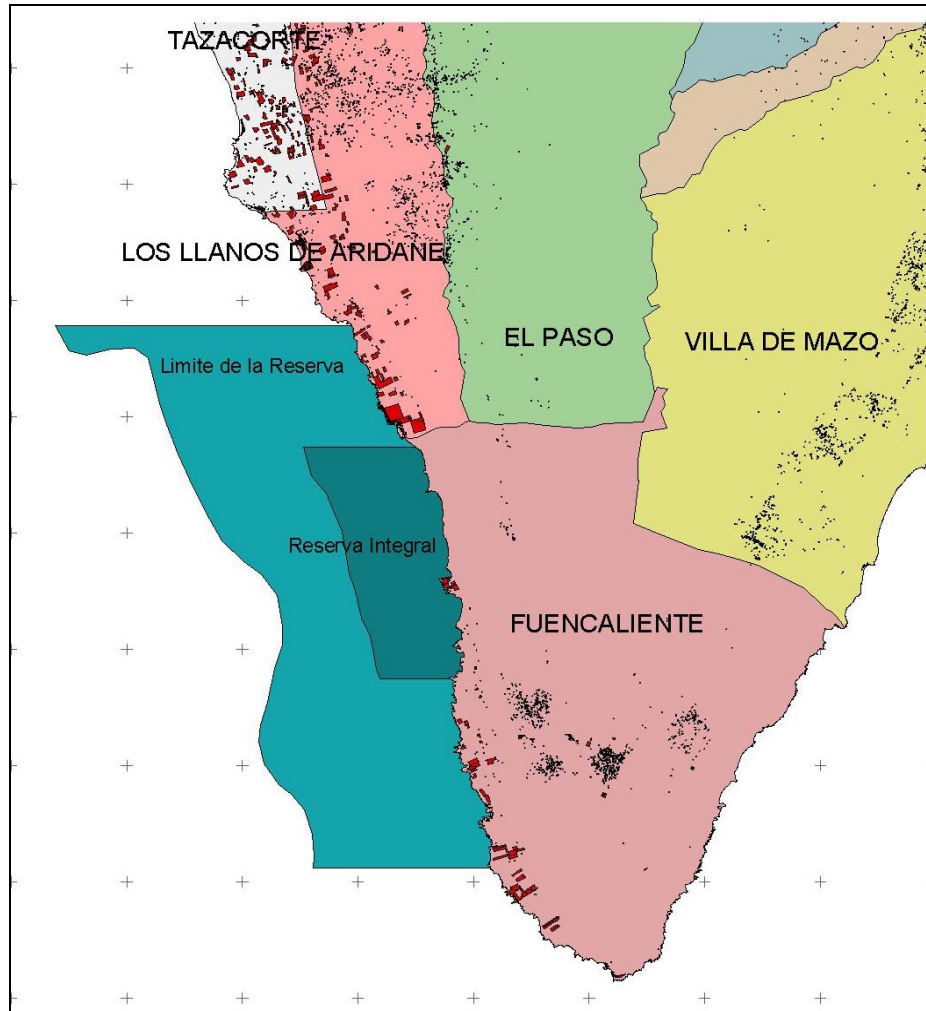 TAZACORTE
LOS LLANOS DE ARIDANE
EL PASO
VILLA DE MAZO
Limite de la Reserva
Reserva Integral
FUENCALIENTE